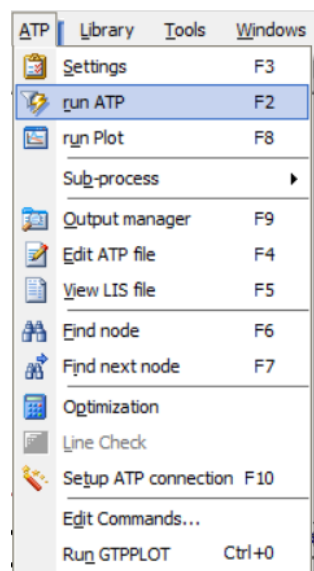 ATP Library Tools Windows
Settings F3
run ATP F2
run Plot F8
Sub-process
Output manager F9
Edit ATP file F4
View LIS file F5
Find node F6
Find next node F7
Optimization
Line Check
Setup ATP connection F10
Edit Commands...
Run GTPPLOT Ctrl+0